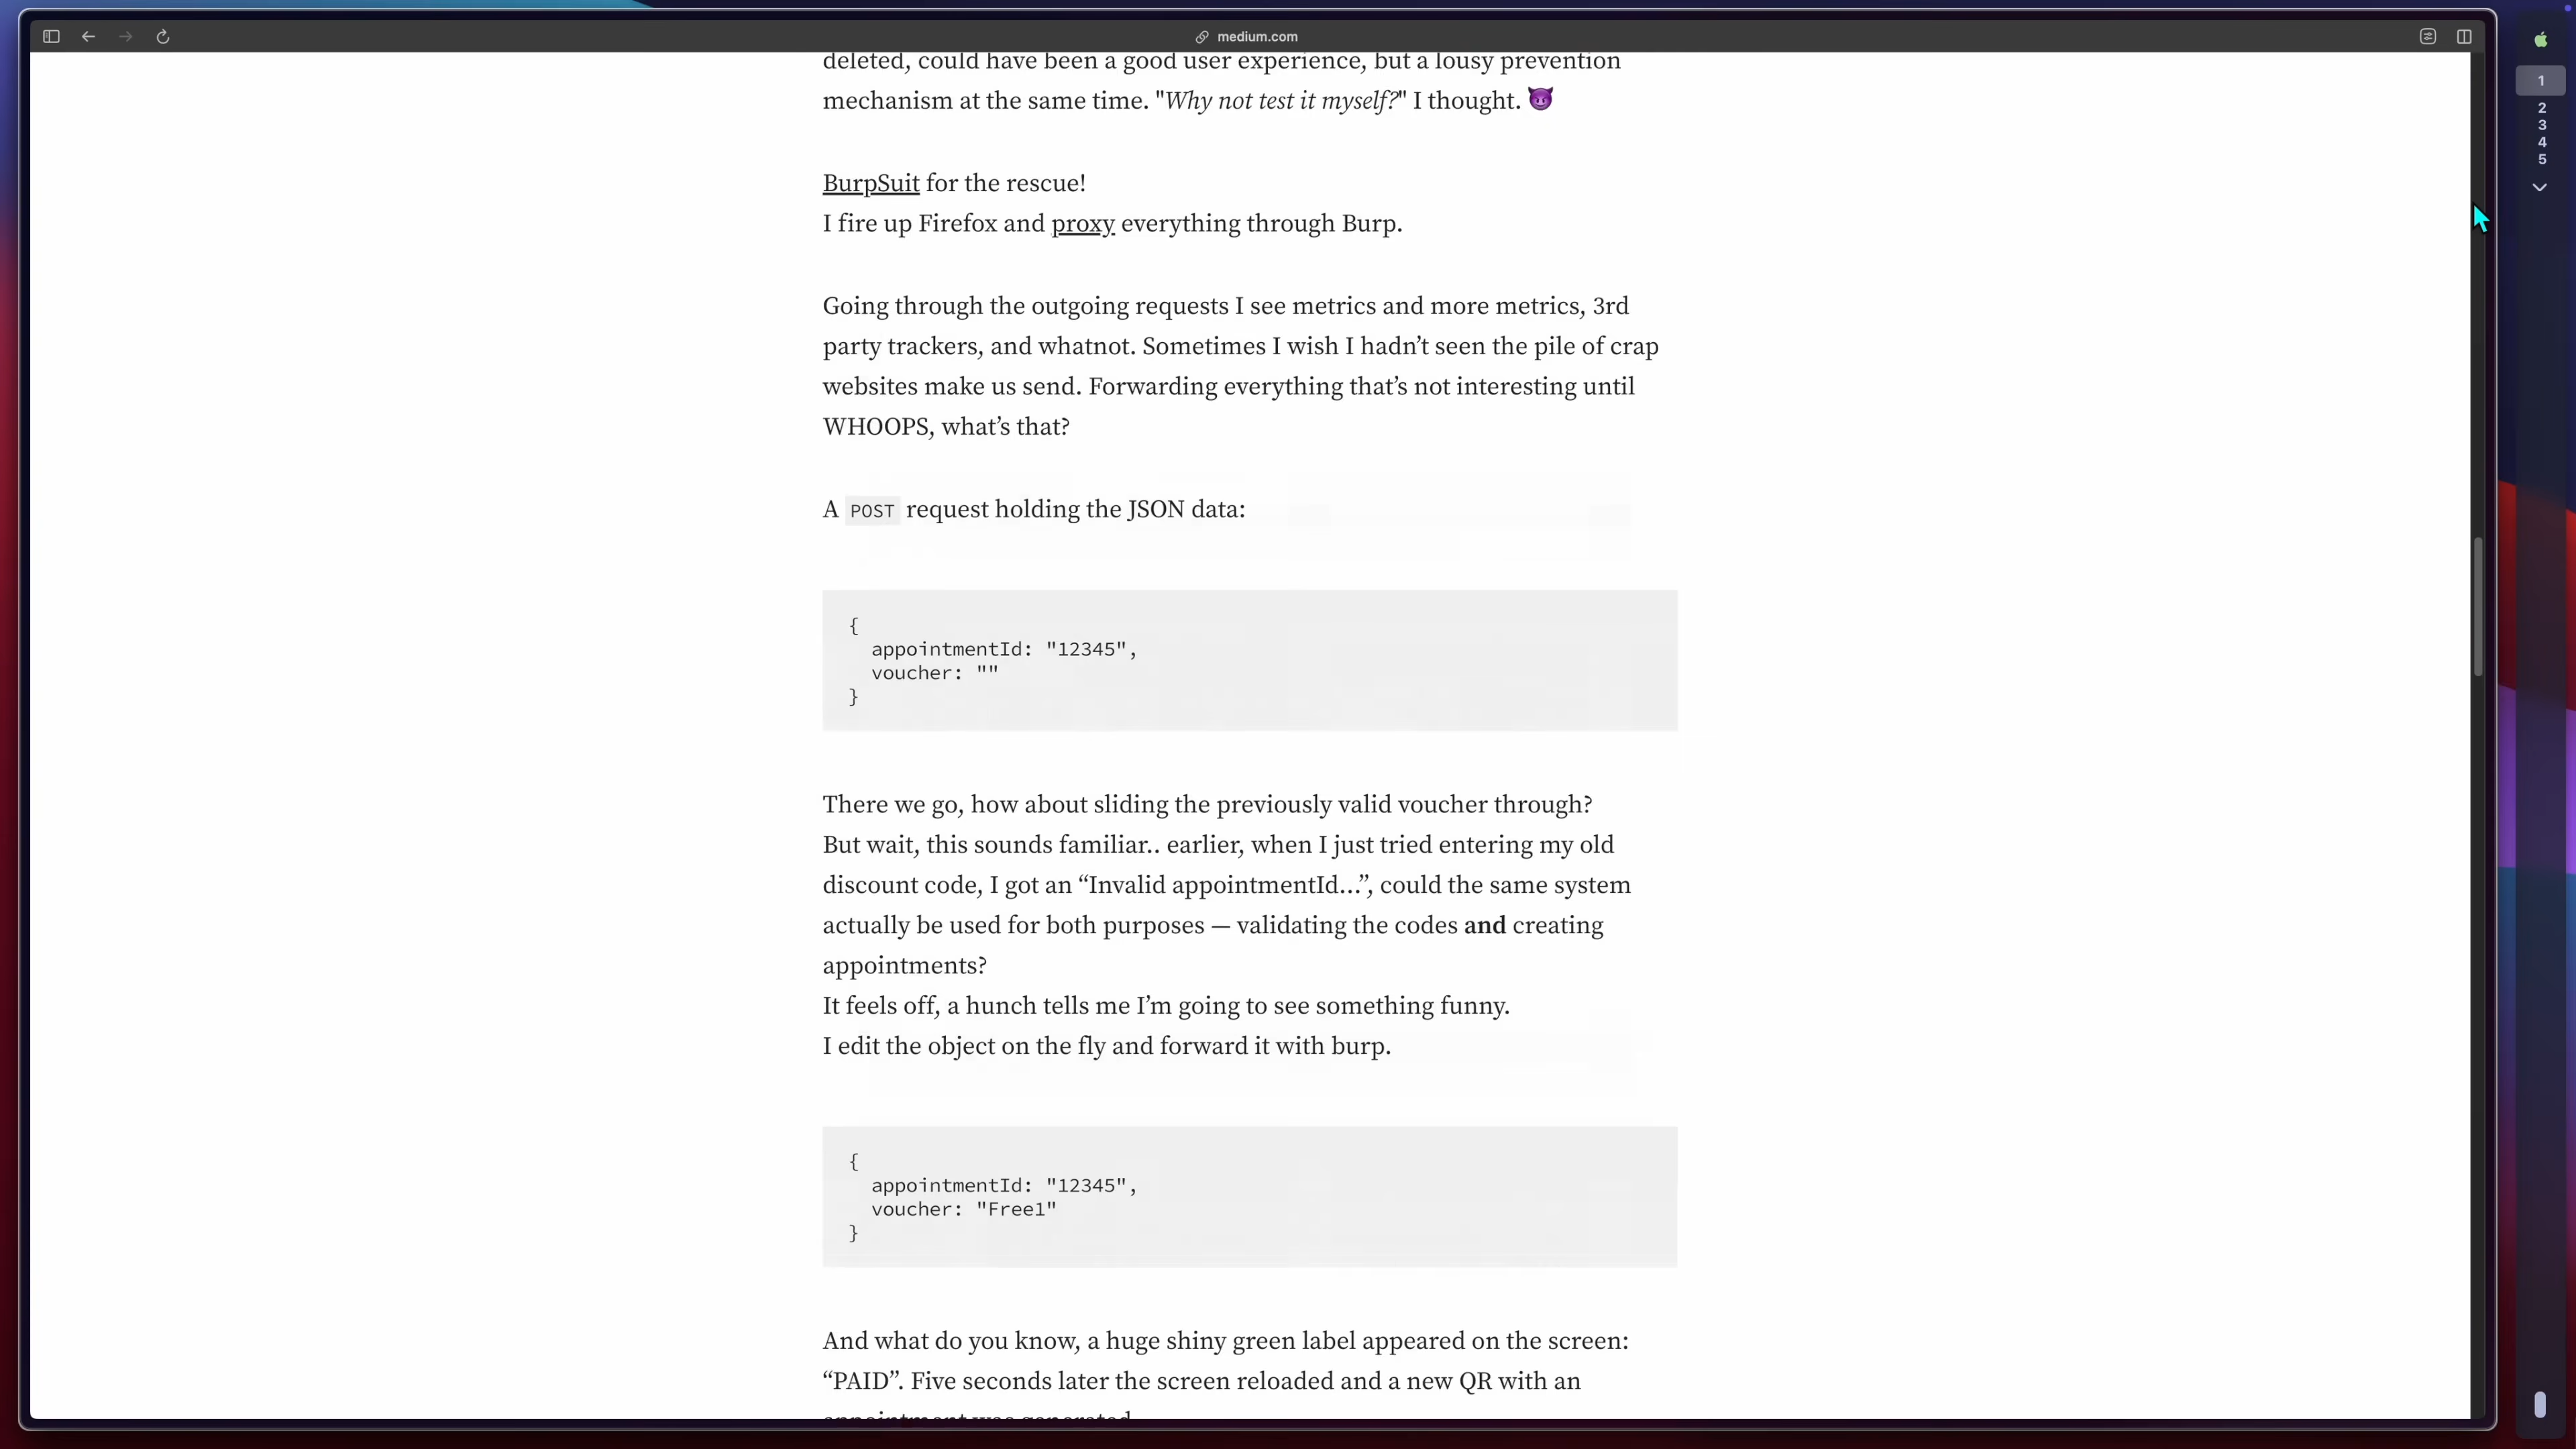 medium.com
deleted, could have been a good user experience, but a lousy prevention
mechanism at the same time. "Why not test it myself?" I thought. 😈
BurpSuit for the rescue!
I fire up Firefox and proxy everything through Burp.
Going through the outgoing requests I see metrics and more metrics, 3rd
party trackers, and whatnot. Sometimes I wish I hadn’t seen the pile of crap
websites make us send. Forwarding everything that’s not interesting until
WHOOPS, what’s that?
A POST request holding the JSON data:
{
appointmentId: "12345",
voucher: ""
}
There we go, how about sliding the previously valid voucher through?
But wait, this sounds familiar.. earlier, when I just tried entering my old
discount code, I got an “Invalid appointmentId…”, could the same system
actually be used for both purposes — validating the codes and creating
appointments?
It feels off, a hunch tells me I’m going to see something funny.
I edit the object on the fly and forward it with burp.
{
appointmentId: "12345",
voucher: "Free1"
}
And what do you know, a huge shiny green label appeared on the screen:
“PAID”. Five seconds later the screen reloaded and a new QR with an
appointment was generated
1
2
3
4
5